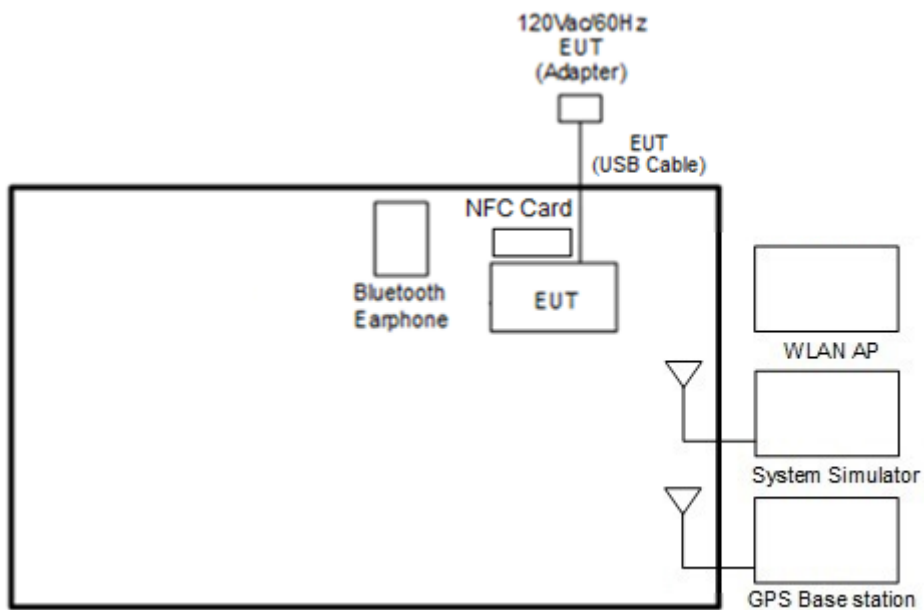 120Vac/60Hz
EUT
(Adapter)
EUT
(USB Cable)
NFC Card
Bluetooth
Earphone
EUT
WLAN AP
System Simulator
GPS Base station